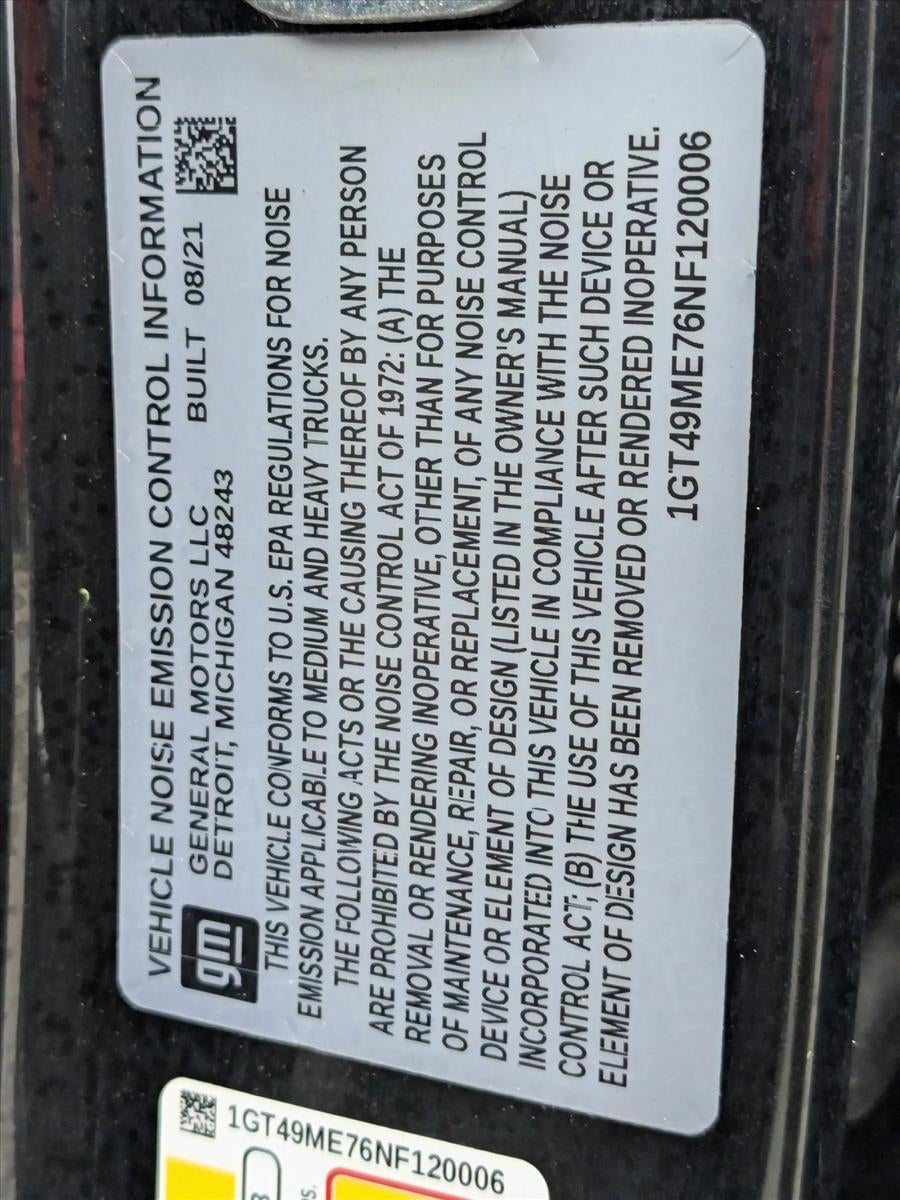 VEHICLE NOISE EMISSION CONTROL INFORMATION
gm
GENERAL MOTORS LLC BUILT 08/21
DETROIT, MICHIGAN 48243
THIS VEHICLE CONFORMS TO U.S. EPA REGULATIONS FOR NOISE
EMISSION APPLICABLE TO MEDIUM AND HEAVY TRUCKS.
THE FOLLOWING ACTS OR THE CAUSING THEREOF BY ANY PERSON
ARE PROHIBITED BY THE NOISE CONTROL ACT OF 1972: (A) THE
REMOVAL OR RENDERING INOPERATIVE, OTHER THAN FOR PURPOSES
OF MAINTENANCE, REPAIR, OR REPLACEMENT, OF ANY NOISE CONTROL
DEVICE OR ELEMENT OF DESIGN (LISTED IN THE OWNER'S MANUAL)
INCORPORATED INTO THIS VEHICLE IN COMPLIANCE WITH THE NOISE
CONTROL ACT; (B) THE USE OF THIS VEHICLE AFTER SUCH DEVICE OR
ELEMENT OF DESIGN HAS BEEN REMOVED OR RENDERED INOPERATIVE.
1GT49ME76NF120006
1GT49ME76NF120006